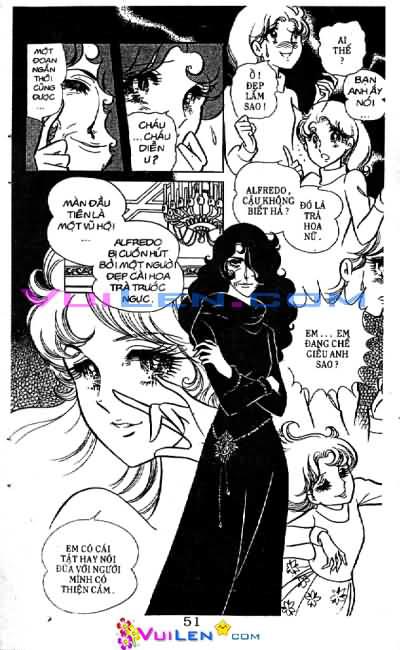 MỘT
ĐOẠN
NGẮN
THÔI
CŨNG
ĐƯỢC ...
CHÁU
... CHÁU
DIỄN
Ư ?
Ồ !
ĐẸP
LÀM
SAO !
AI
THẾ
?
BẠN
ANH ẤY
NÓI ...
ALFREDO,
CẬU KHÔNG
BIẾT HẢ ?
ĐÓ LÀ
TRÀ
HOA
NỮ .
MÀN ĐẦU
TIÊN LÀ
MỘT VŨ HỘI
ALFREDO
BỊ CUỐN HÚT
BỞI MỘT NGƯỜI
ĐẸP CÀI HOA
TRÀ TRƯỚC
NGỰC .
VUILEN.COM
EM ... EM
ĐANG CHẾ
GIỄU ANH
SAO ?
EM CÓ CÁI
TẬT HAY NÓI
ĐÙA VỚI NGƯỜI
MÌNH CÓ
THIỆN CẢM .
51
VUILEN.COM